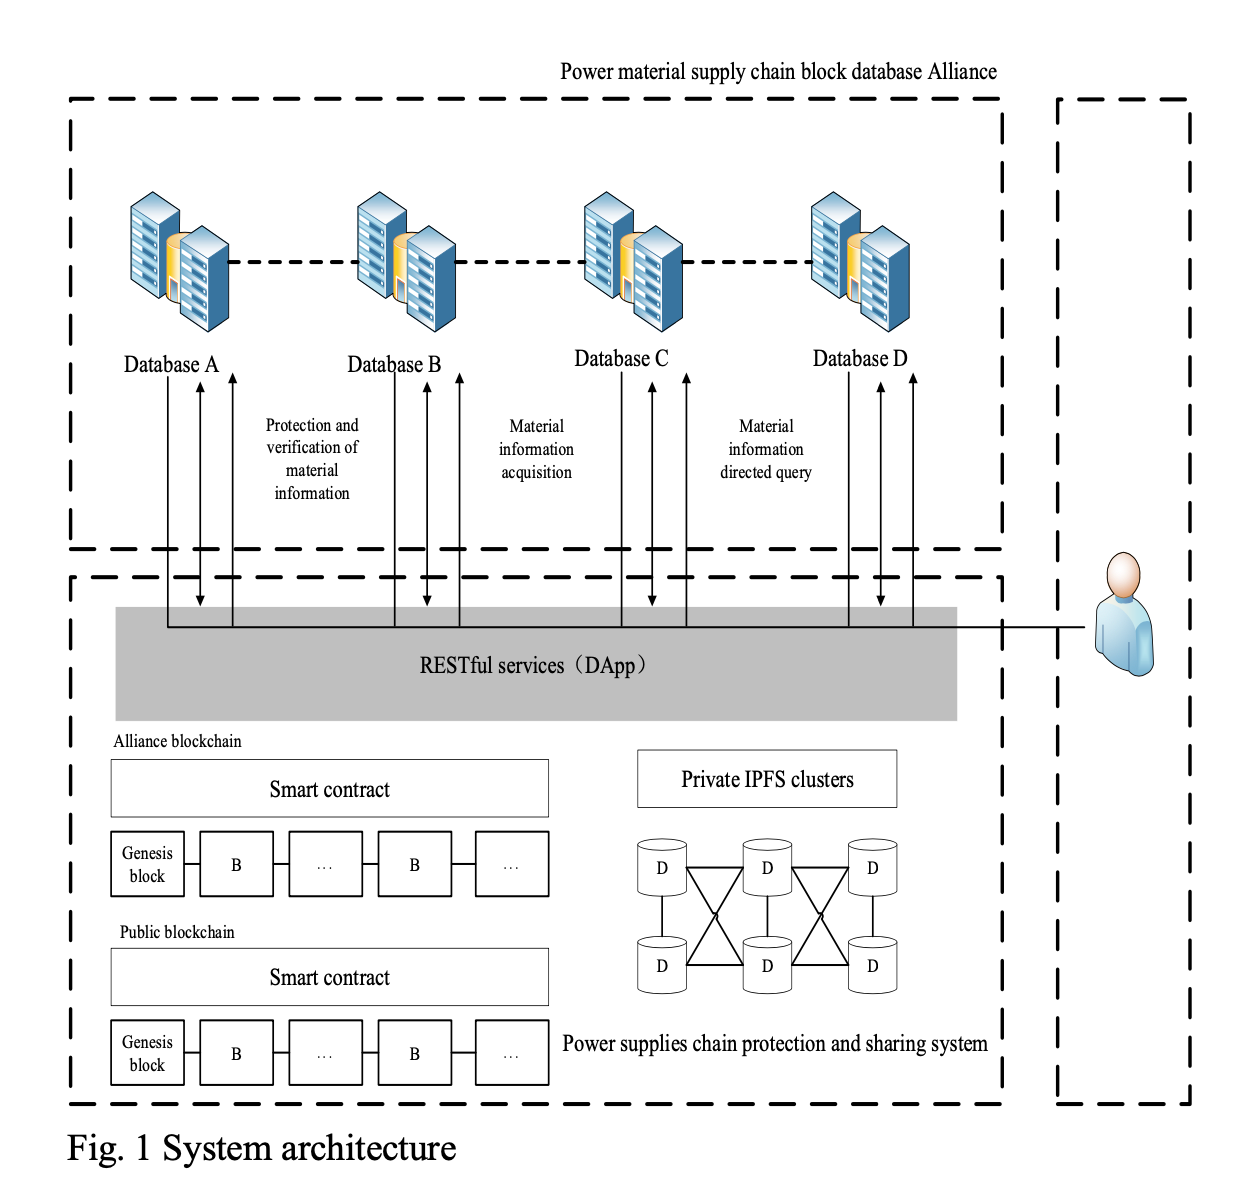 Power material supply chain block database Alliance
Database A
Database B
Database C
Database D
Protection and
verification of
material
information
Material
information
acquisition
Material
information
directed query
RESTful services（DApp）
Alliance blockchain
Smart contract
Genesis
block
B
...
B
...
Public blockchain
Smart contract
Genesis
block
B
...
B
...
Private IPFS clusters
D
D
D
D
D
D
Power supplies chain protection and sharing system
Fig. 1 System architecture